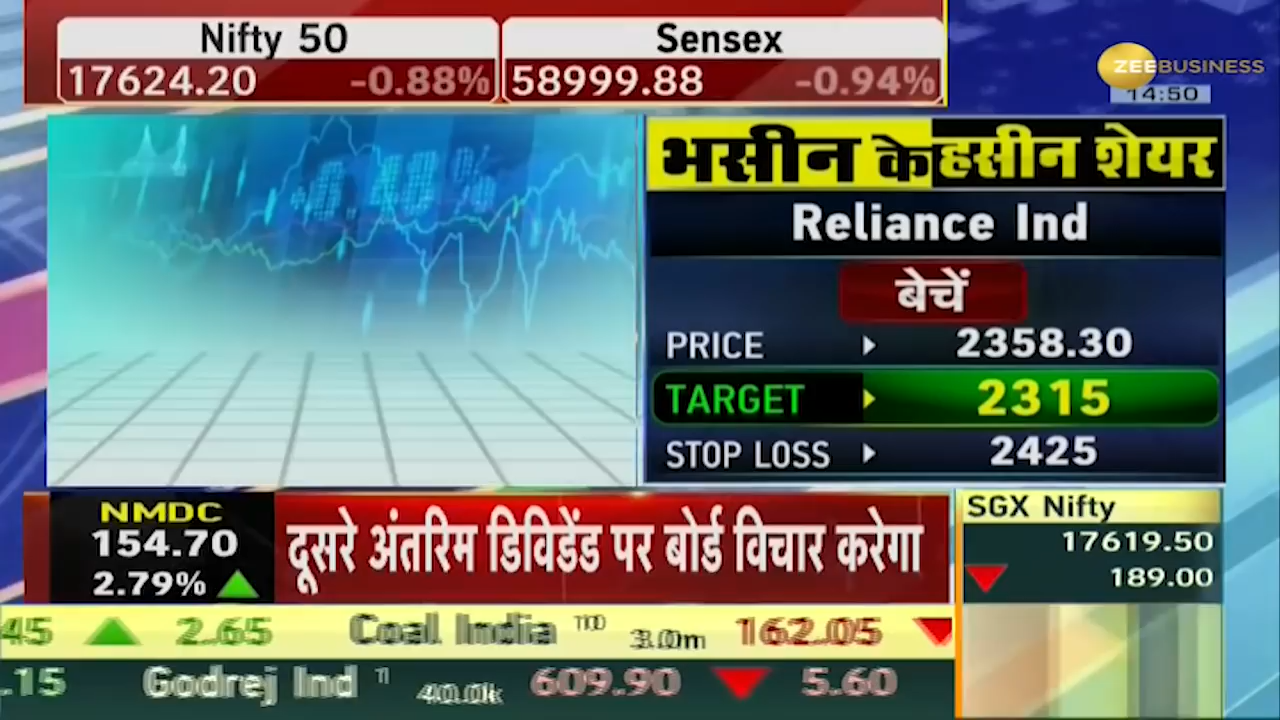 Nifty 50
17624.20 -0.88%
Sensex
58999.88 -0.94%
ZEEBUSINESS
14:50
भसीन के हसीन शेयर
Reliance Ind
बेचें
PRICE 2358.30
TARGET 2315
STOP LOSS 2425
NMDC
154.70
2.79%
दूसरे अंतरिम डिविडेंड पर बोर्ड विचार करेगा
SGX Nifty
17619.50
189.00
45 2.65 Coal India 3.0m 162.05
.15 Godrej Ind 40.0k 609.90 5.60